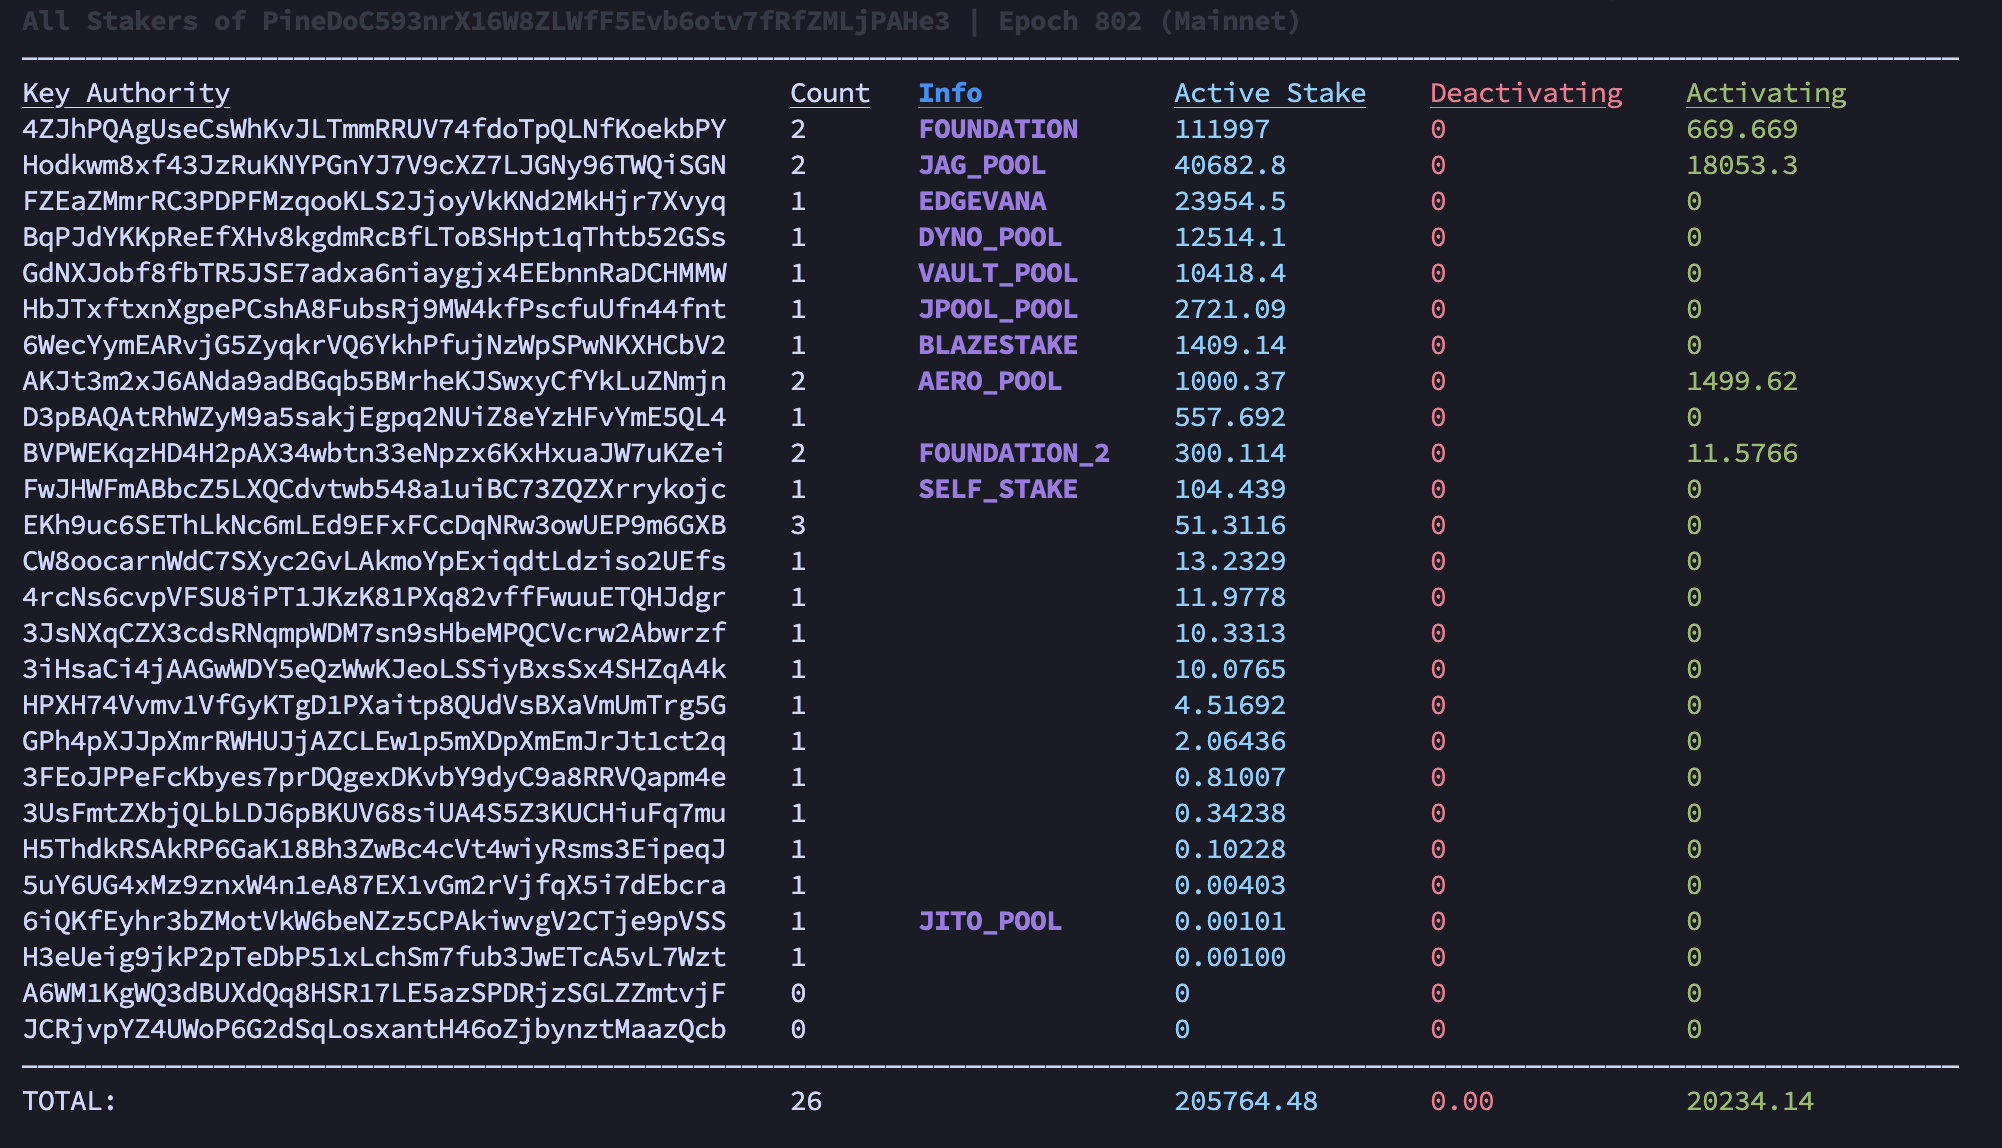 All Stakers of PineDoC593nrX16W8ZLWfF5Evb6otv7fRfZMLjPAHe3 | Epoch 802 (Mainnet)
Key Authority Count Info Active Stake Deactivating Activating
4ZJhPQAgUseCsWhKvJLTmmRRUV74fdoTpQLNfKoekbPY 2 FOUNDATION 111997 0 669.669
Hodkwm8xf43JzRuKNYPGnYJ7V9cXZ7LJGNy96TWQiSGN 2 JAG_POOL 40682.8 0 18053.3
FZEaZMmrRC3PDPFMzqooKLS2JjoyVkKNd2MkHjr7Xvyq 1 EDGEVANA 23954.5 0 0
BqPJdYKKpReEfXHv8kgdmRcBfLToBSHpt1qThtb52GSs 1 DYNO_POOL 12514.1 0 0
GdNXJobf8fbTR5JSE7adxa6niaygjx4EEbnnRaDCHMMW 1 VAULT_POOL 10418.4 0 0
HbJTxftxnXgpePCshA8FubsRj9MW4kfPscfuUfn44fnt 1 JPOOL_POOL 2721.09 0 0
6WecYymEARvjG5ZyqkrVQ6YkhPfujNzWpSPwNKXHCbV2 1 BLAZESTAKE 1409.14 0 0
AKJt3m2xJ6ANda9adBGqb5BMrheKJSwxyCfYkLuZNmjn 2 AERO_POOL 1000.37 0 1499.62
D3pBAQAtRhWZyM9a5sakjEgpq2NUiZ8eYzHFvYmE5QL4 1 557.692 0 0
BVPWEKqzHD4H2pAX34wbtn33eNpzx6KxHxuaJW7uKZei 2 FOUNDATION_2 300.114 0 11.5766
FwJHWFmABbcZ5LXQCdvtwb548a1uiBC73ZQZXrrykojc 1 SELF_STAKE 104.439 0 0
EKh9uc6SEThLkNc6mLEd9EFxFCcDqNRw3owUEP9m6GXB 3 51.3116 0 0
CW8oocarnWdC7SXyc2GvLAkmoYpExiqdtLdziso2UEfs 1 13.2329 0 0
4rcNs6cvpVFSU8iPT1JKzK81PXq82vffFwuuETQHJdgr 1 11.9778 0 0
3JsNXqCZX3cdsRNqmpWDM7sn9sHbeMPQCVcrw2Abwrzf 1 10.3313 0 0
3iHsaCi4jAAGwWDY5eQzWwKJeoLSSiyBxsSx4SHZqA4k 1 10.0765 0 0
HPXH74Vvmv1VfGyKTgD1PXaitp8QUdVsBXaVmUmTrg5G 1 4.51692 0 0
GPh4pXJJpXmrRWHUJjAZCLEw1p5mXDpXmEmJrJt1ct2q 1 2.06436 0 0
3FEoJPPeFcKbyes7prDQgexDKvbY9dyC9a8RRVQapm4e 1 0.81007 0 0
3UsFmtZXbjQLbLDJ6pBKUV68siUA4S5Z3KUCHiuFq7mu 1 0.34238 0 0
H5ThdkRSAkRP6GaK18Bh3ZwBc4cVt4wiyRsms3EipeqJ 1 0.10228 0 0
5uY6UG4xMz9znxW4n1eA87EX1vGm2rVjfqX5i7dEbcra 1 0.00403 0 0
6iQKfEyhr3bZMotVkW6beNZz5CPAkiwvgV2CTje9pVSS 1 JITO_POOL 0.00101 0 0
H3eUeig9jkP2pTeDbP51xLchSm7fub3JwETcA5vL7Wzt 1 0.00100 0 0
A6WM1KgWQ3dBUXdQq8HSR17LE5azSPDRjzSGLZZmtvjF 0 0 0 0
JCRjvpYZ4UWoP6G2dSqLosxantH46oZjbynztMaazQcb 0 0 0 0
TOTAL: 26 205764.48 0.00 20234.14